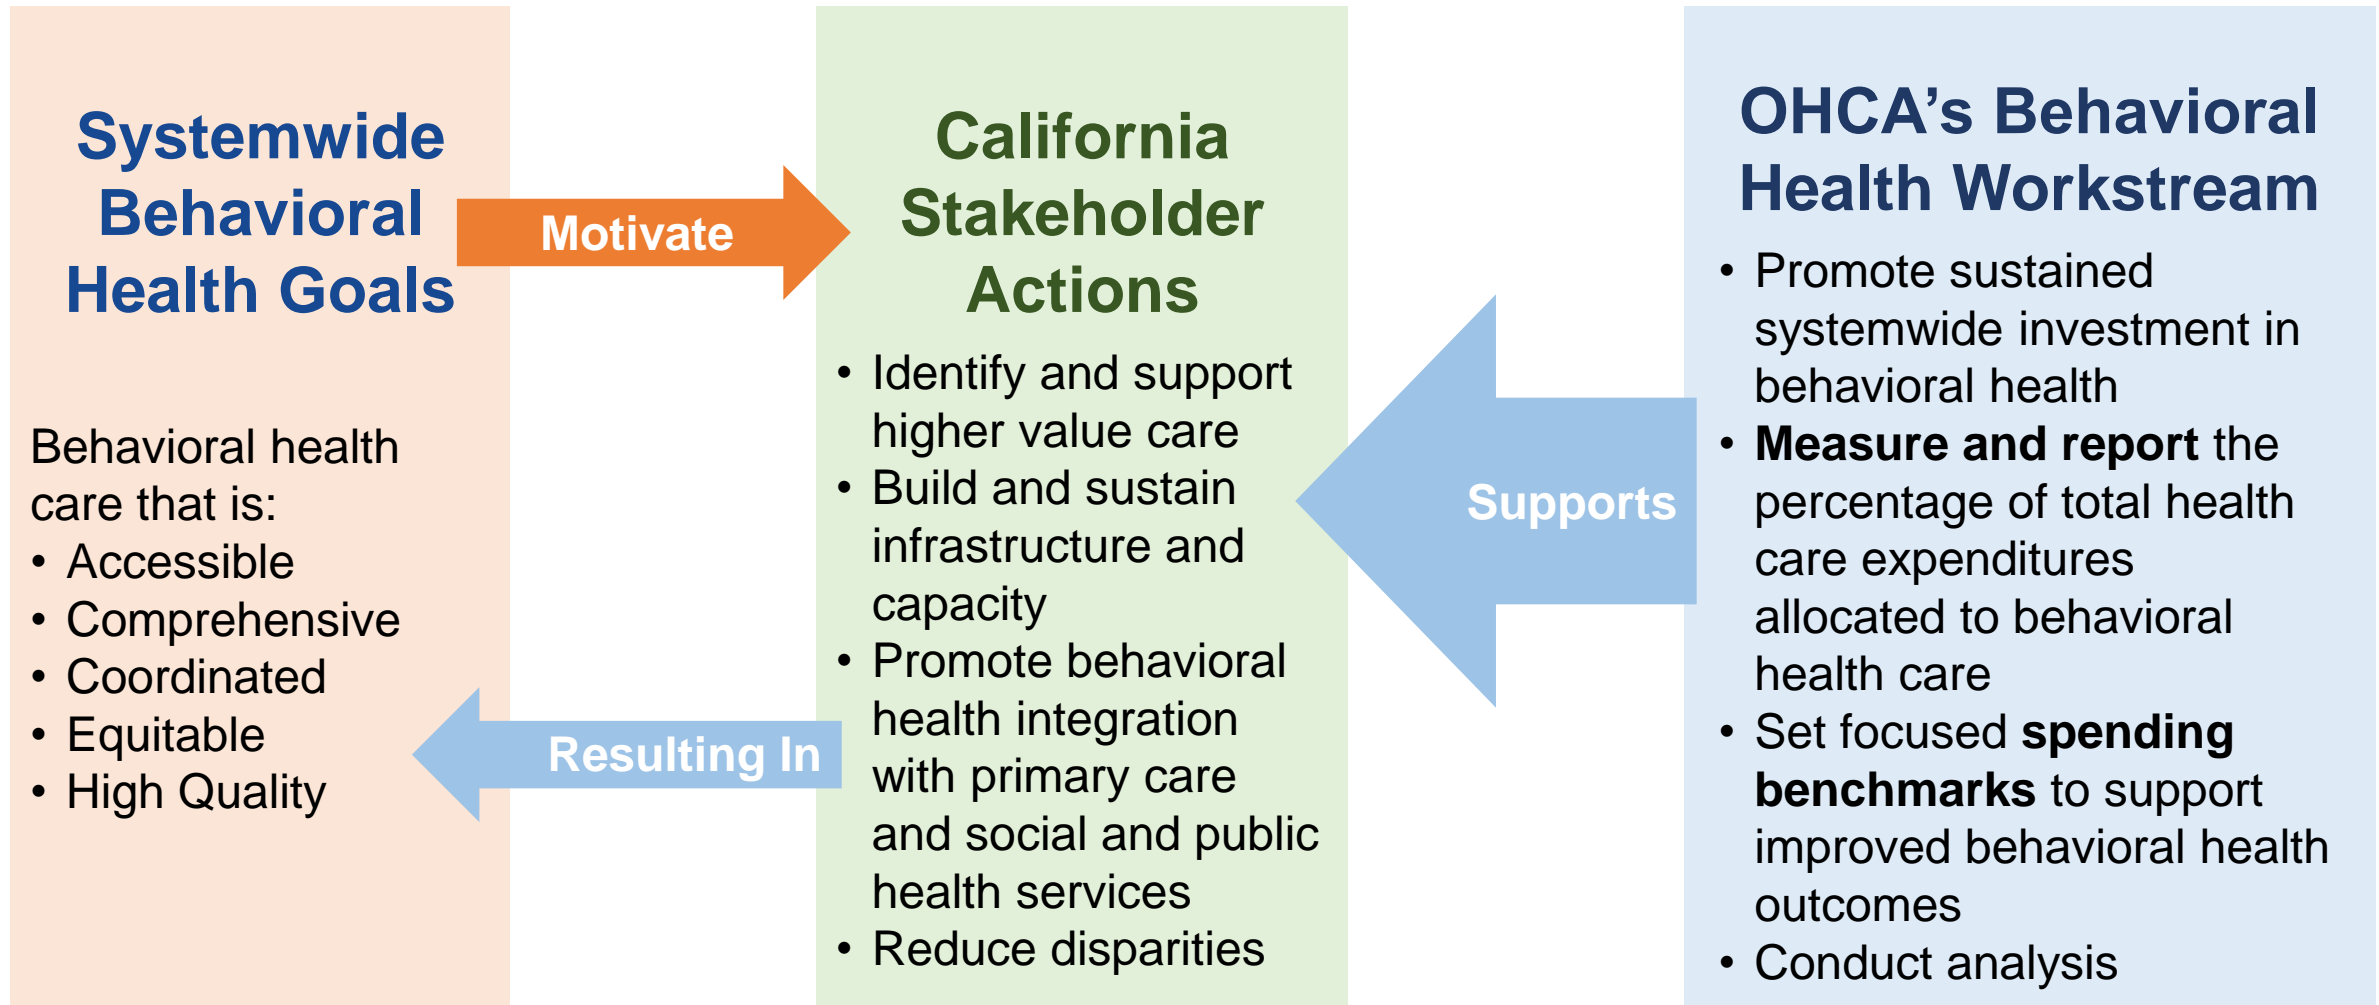 Systemwide
Behavioral
Health Goals
Behavioral health
care that is:
• Accessible
• Comprehensive
• Coordinated
• Equitable
• High Quality
Motivate
Resulting In
California
Stakeholder
Actions
• Identify and support
higher value care
• Build and sustain
infrastructure and
capacity
• Promote behavioral
health integration
with primary care
and social and public
health services
• Reduce disparities
Supports
OHCA’s Behavioral
Health Workstream
• Promote sustained
systemwide investment in
behavioral health
• Measure and report the
percentage of total health
care expenditures
allocated to behavioral
health care
• Set focused spending
benchmarks to support
improved behavioral health
outcomes
• Conduct analysis